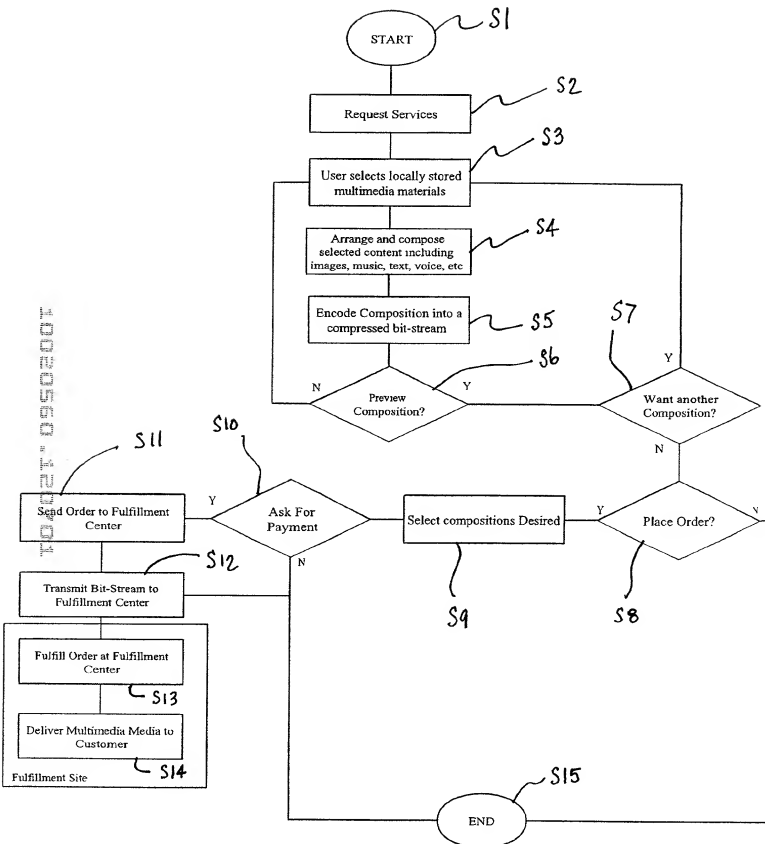 START
S1
Request Services
S2
User selects locally stored
multimedia materials
S3
Arrange and compose
selected content including
images, music, text, voice, etc
S4
Encode Composition into a
compressed bit-stream
S5
N
Preview
Composition?
Y
S6
S7
Want another
Composition?
Y
N
S11
S10
Send Order to Fulfillment
Center
Y
Ask For
Payment
N
Select compositions Desired
S9
Y
Place Order?
N
S8
S12
Transmit Bit-Stream to
Fulfillment Center
Fulfill Order at Fulfillment
Center
S13
Deliver Multimedia Media to
Customer
S14
Fulfillment Site
S15
END
10020560.120701